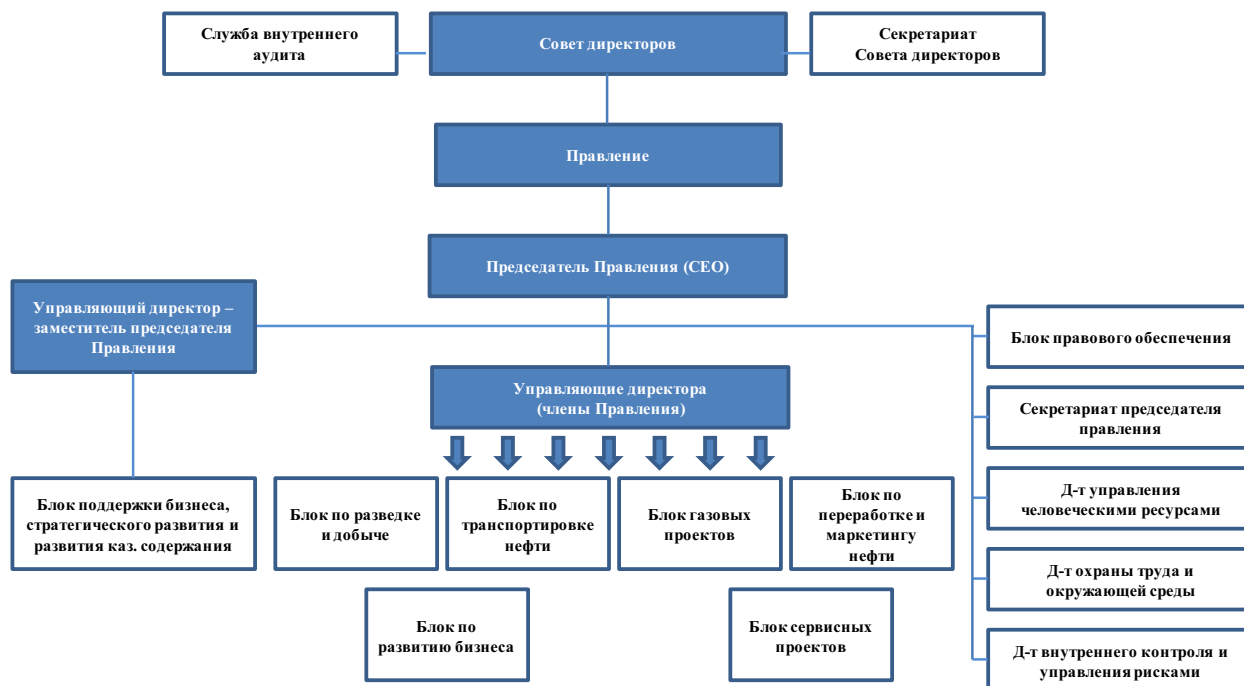 Служба внутреннего
аудита
Совет директоров
Секретариат
Совета директоров
Правление
Председатель Правления (CEO)
Управляющий директор –
заместитель председателя
Правления
Блок правового обеспечения
Управляющие директора
(члены Правления)
Секретариат председателя
правления
Блок поддержки бизнеса,
стратегического развития и
развития каз. содержания
Блок по разведке
и добыче
Блок по
транспортировке
нефти
Блок газовых
проектов
Блок по
переработке и
маркетингу
нефти
Д-т управления
человеческими ресурсами
Д-т охраны труда и
окружающей среды
Блок по
развитию бизнеса
Блок сервисных
проектов
Д-т внутреннего контроля и
управления рисками